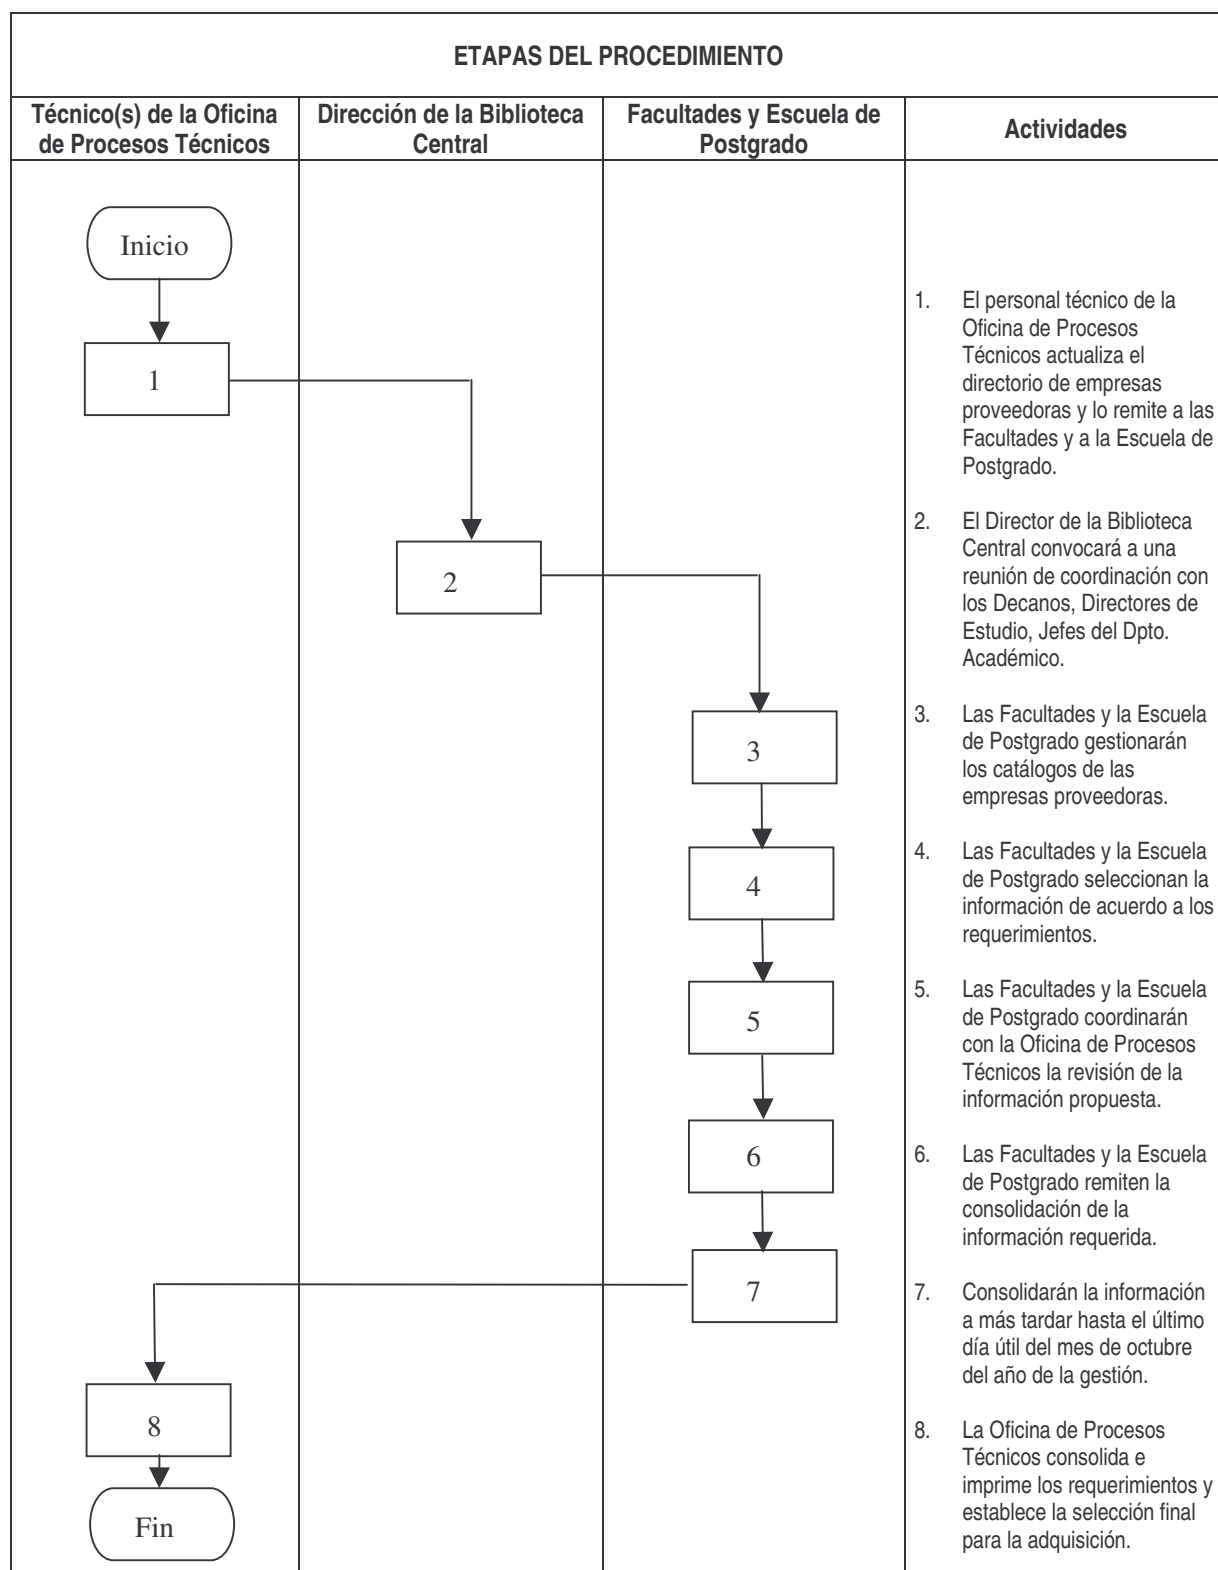 ETAPAS DEL PROCEDIMIENTO
Técnico(s) de la Oficina
de Procesos Técnicos
Dirección de la Biblioteca
Central
Facultades y Escuela de
Postgrado
Actividades
Inicio
1
2
3
4
5
6
7
8
Fin
1. El personal técnico de la
Oficina de Procesos
Técnicos actualiza el
directorio de empresas
proveedoras y lo remite a las
Facultades y a la Escuela de
Postgrado.
2. El Director de la Biblioteca
Central convocará a una
reunión de coordinación con
los Decanos, Directores de
Estudio, Jefes del Dpto.
Académico.
3. Las Facultades y la Escuela
de Postgrado gestionarán
los catálogos de las
empresas proveedoras.
4. Las Facultades y la Escuela
de Postgrado seleccionan la
información de acuerdo a los
requerimientos.
5. Las Facultades y la Escuela
de Postgrado coordinarán
con la Oficina de Procesos
Técnicos la revisión de la
información propuesta.
6. Las Facultades y la Escuela
de Postgrado remiten la
consolidación de la
información requerida.
7. Consolidarán la información
a más tardar hasta el último
día útil del mes de octubre
del año de la gestión.
8. La Oficina de Procesos
Técnicos consolida e
imprime los requerimientos y
establece la selección final
para la adquisición.